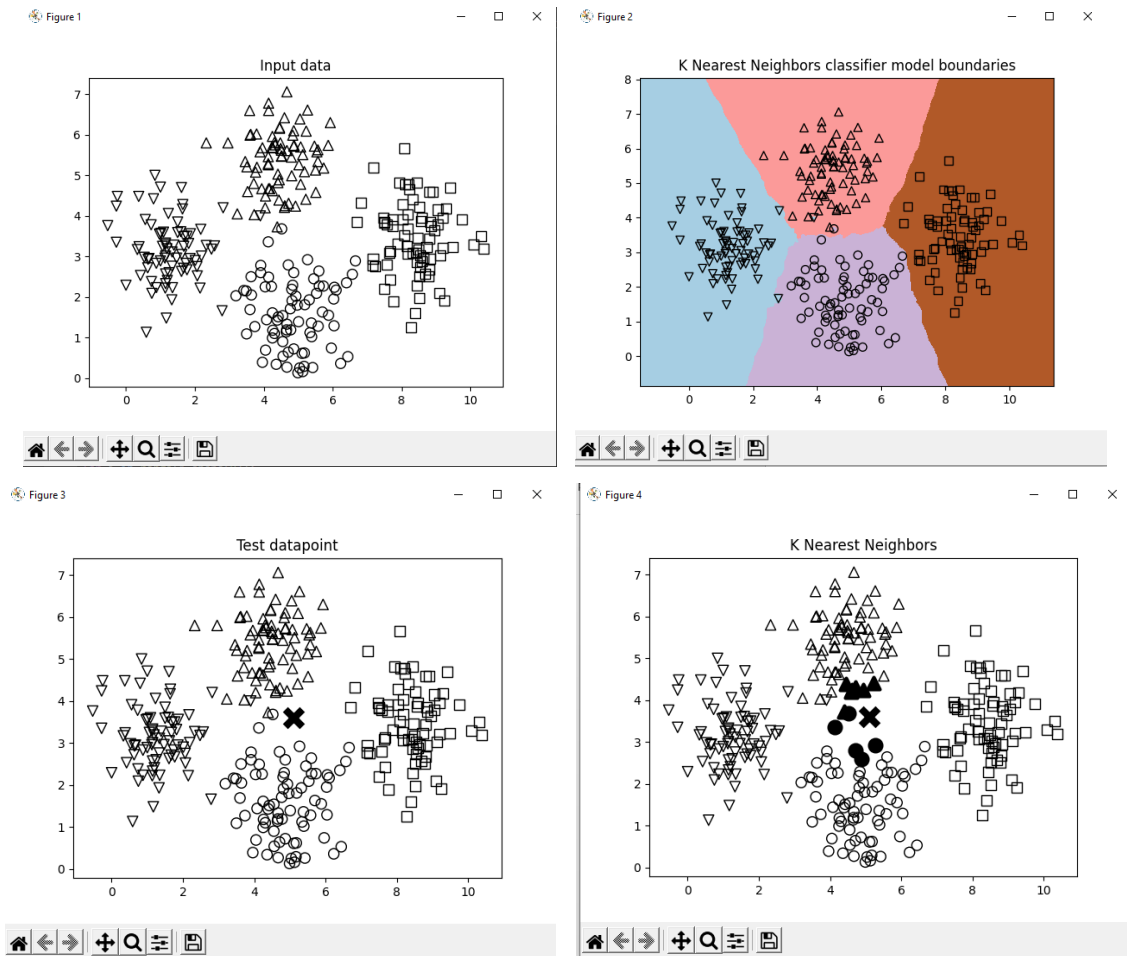 Figure 1
Input data
7
6
5
4
3
2
1
0
0 2 4 6 8 10
Figure 2
K Nearest Neighbors classifier model boundaries
8
7
6
5
4
3
2
1
0
0 2 4 6 8 10
Figure 3
Test datapoint
7
6
5
4
3
2
1
0
0 2 4 6 8 10
Figure 4
K Nearest Neighbors
7
6
5
4
3
2
1
0
0 2 4 6 8 10